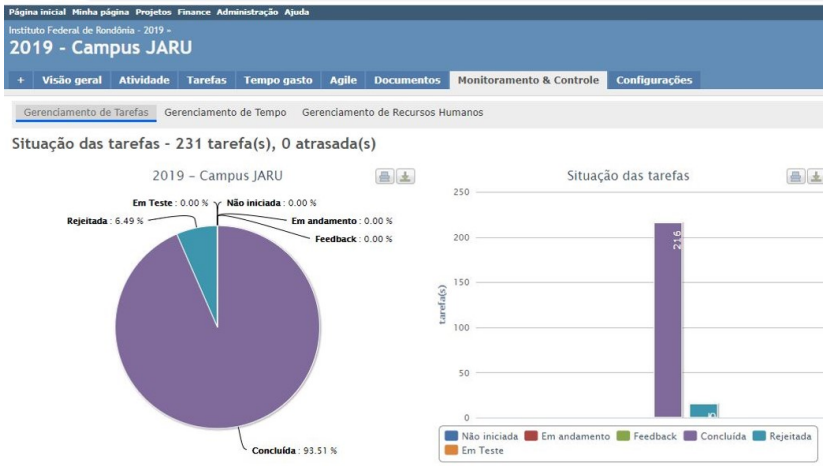 Página inicial Minha página Projetos Finance Administração Ajuda
Instituto Federal de Rondônia - 2019 »
2019 - Campus JARU
+ Visão geral Atividade Tarefas Tempo gasto Agile Documentos Monitoramento & Controle Configurações
Gerenciamento de Tarefas Gerenciamento de Tempo Gerenciamento de Recursos Humanos
Situação das tarefas - 231 tarefa(s), 0 atrasada(s)
2019 – Campus JARU
Em Teste : 0.00 %
Não iniciada : 0.00 %
Rejeitada : 6.49 %
Em andamento : 0.00 %
Feedback : 0.00 %
Concluída : 93.51 %
Situação das tarefas
250
200
150
100
50
0
tarefa(s)
216
Não iniciada Em andamento Feedback Concluída Rejeitada
Em Teste